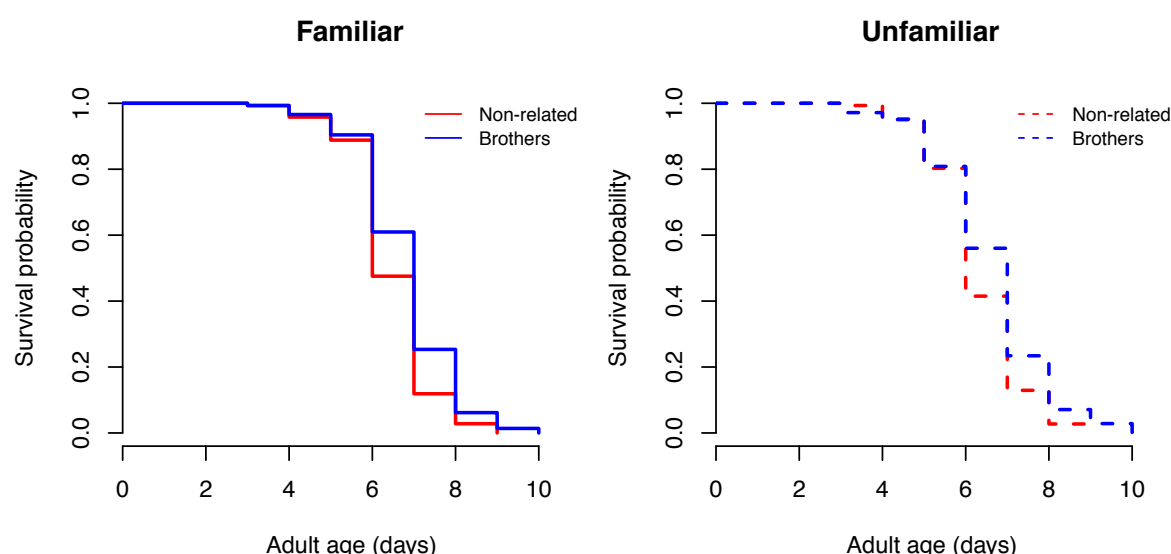 Familiar
1.0
0.8
0.6
0.4
0.2
0.0
Survival probability
Non-related
Brothers
0 2 4 6 8 10
Adult age (days)
Unfamiliar
1.0
0.8
0.6
0.4
0.2
0.0
Survival probability
Non-related
Brothers
0 2 4 6 8 10
Adult age (days)